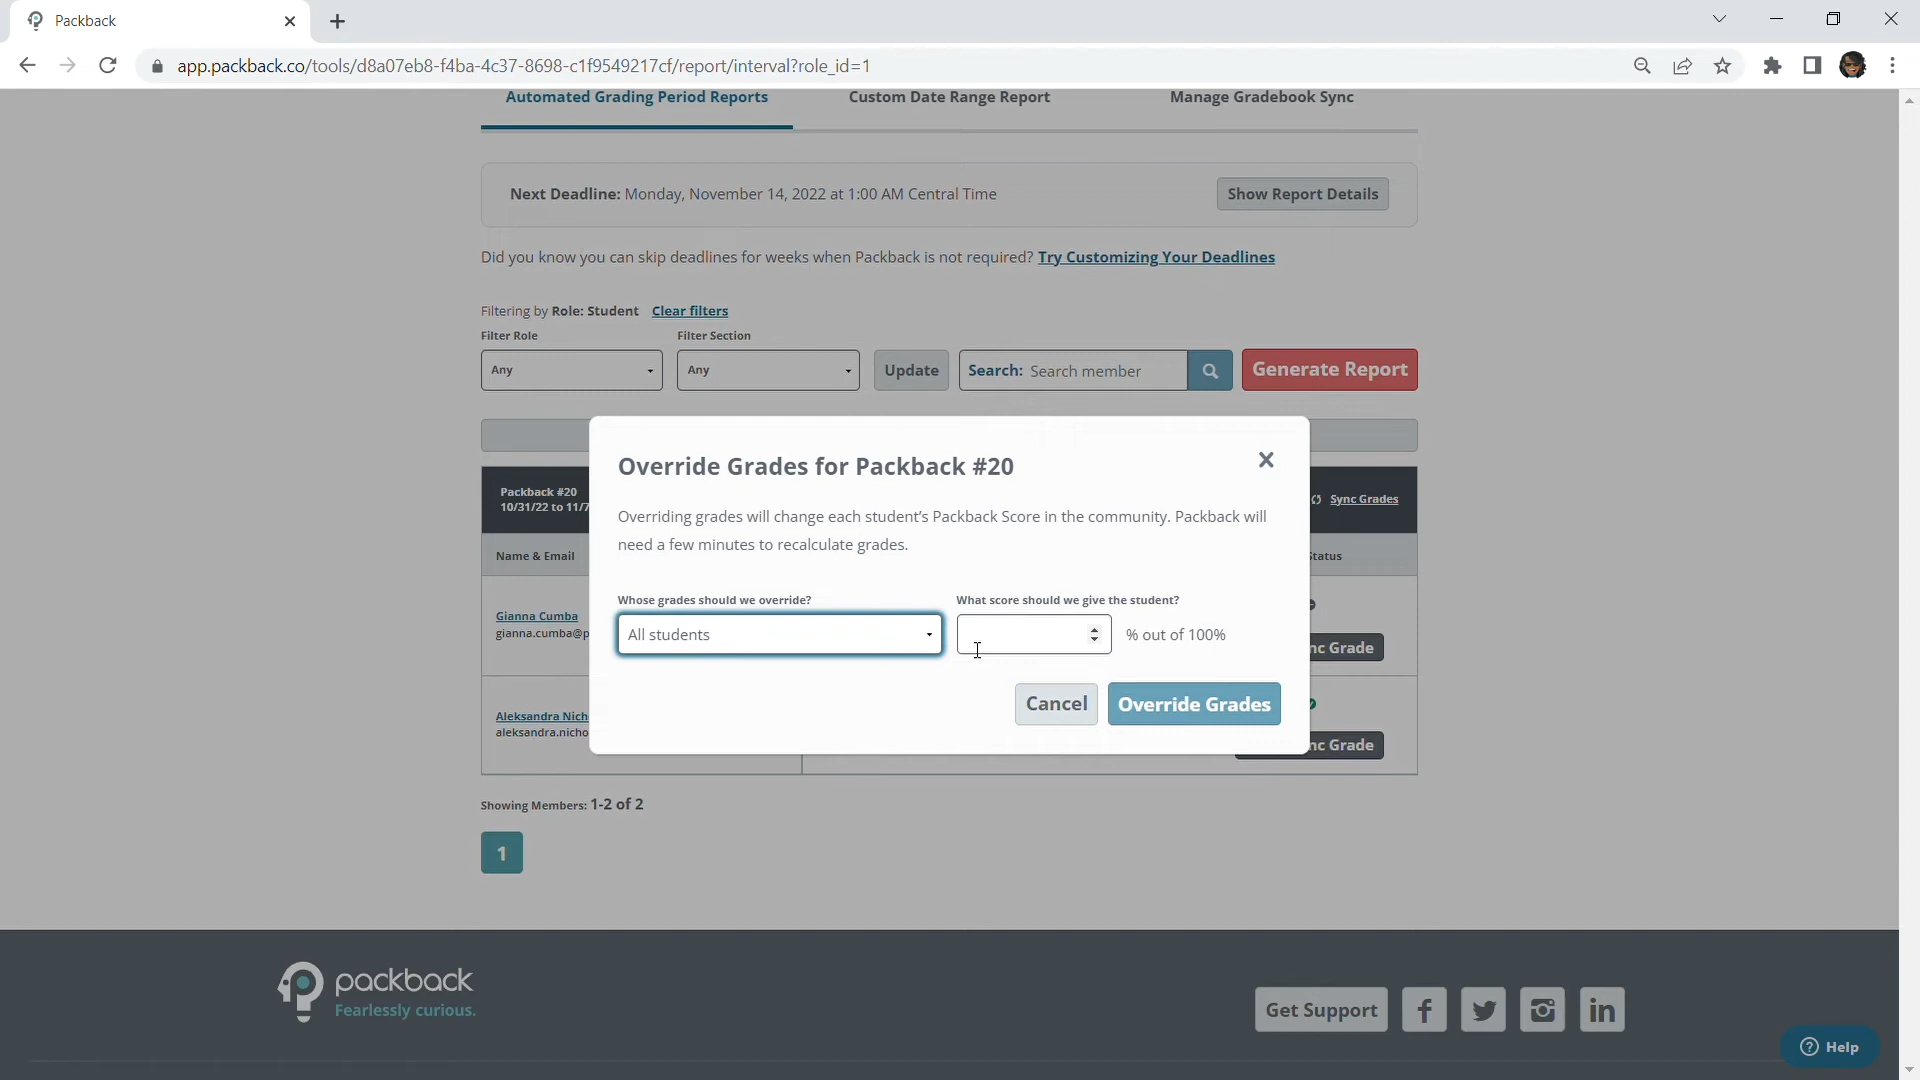 Packback
app.packback.co/tools/d8a07eb8-f4ba-4c37-8698-c1f9549217cf/report/interval?role_id=1
Automated Grading Period Reports Custom Date Range Report Manage Gradebook Sync
Next Deadline: Monday, November 14, 2022 at 1:00 AM Central Time Show Report Details
Did you know you can skip deadlines for weeks when Packback is not required? Try Customizing Your Deadlines
Filtering by Role: Student Clear filters
Filter Role Filter Section
Any Any Update Search: Search member Generate Report
Override Grades for Packback #20
Packback #20 Sync Grades
10/31/22 to 11/7
Overriding grades will change each student's Packback Score in the community. Packback will
need a few minutes to recalculate grades.
Name & Email Status
Whose grades should we override? What score should we give the student?
All students % out of 100%
Gianna Cumba
gianna.cumba@p
nc Grade
Cancel Override Grades
Aleksandra Nich
aleksandra.nicho
nc Grade
Showing Members: 1-2 of 2
1
packback
Fearlessly curious.
Get Support f in
? Help